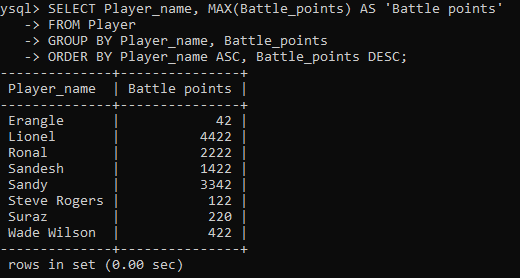 ysql> SELECT Player_name, MAX(Battle_points) AS 'Battle points'
-> FROM Player
-> GROUP BY Player_name, Battle_points
-> ORDER BY Player_name ASC, Battle_points DESC;
-------------+---------------+
Player_name | Battle points |
-------------+---------------+
Erangle | 42 |
Lionel | 4422 |
Ronal | 2222 |
Sandesh | 1422 |
Sandy | 3342 |
Steve Rogers | 122 |
Suraz | 220 |
Wade Wilson | 422 |
-------------+---------------+
rows in set (0.00 sec)